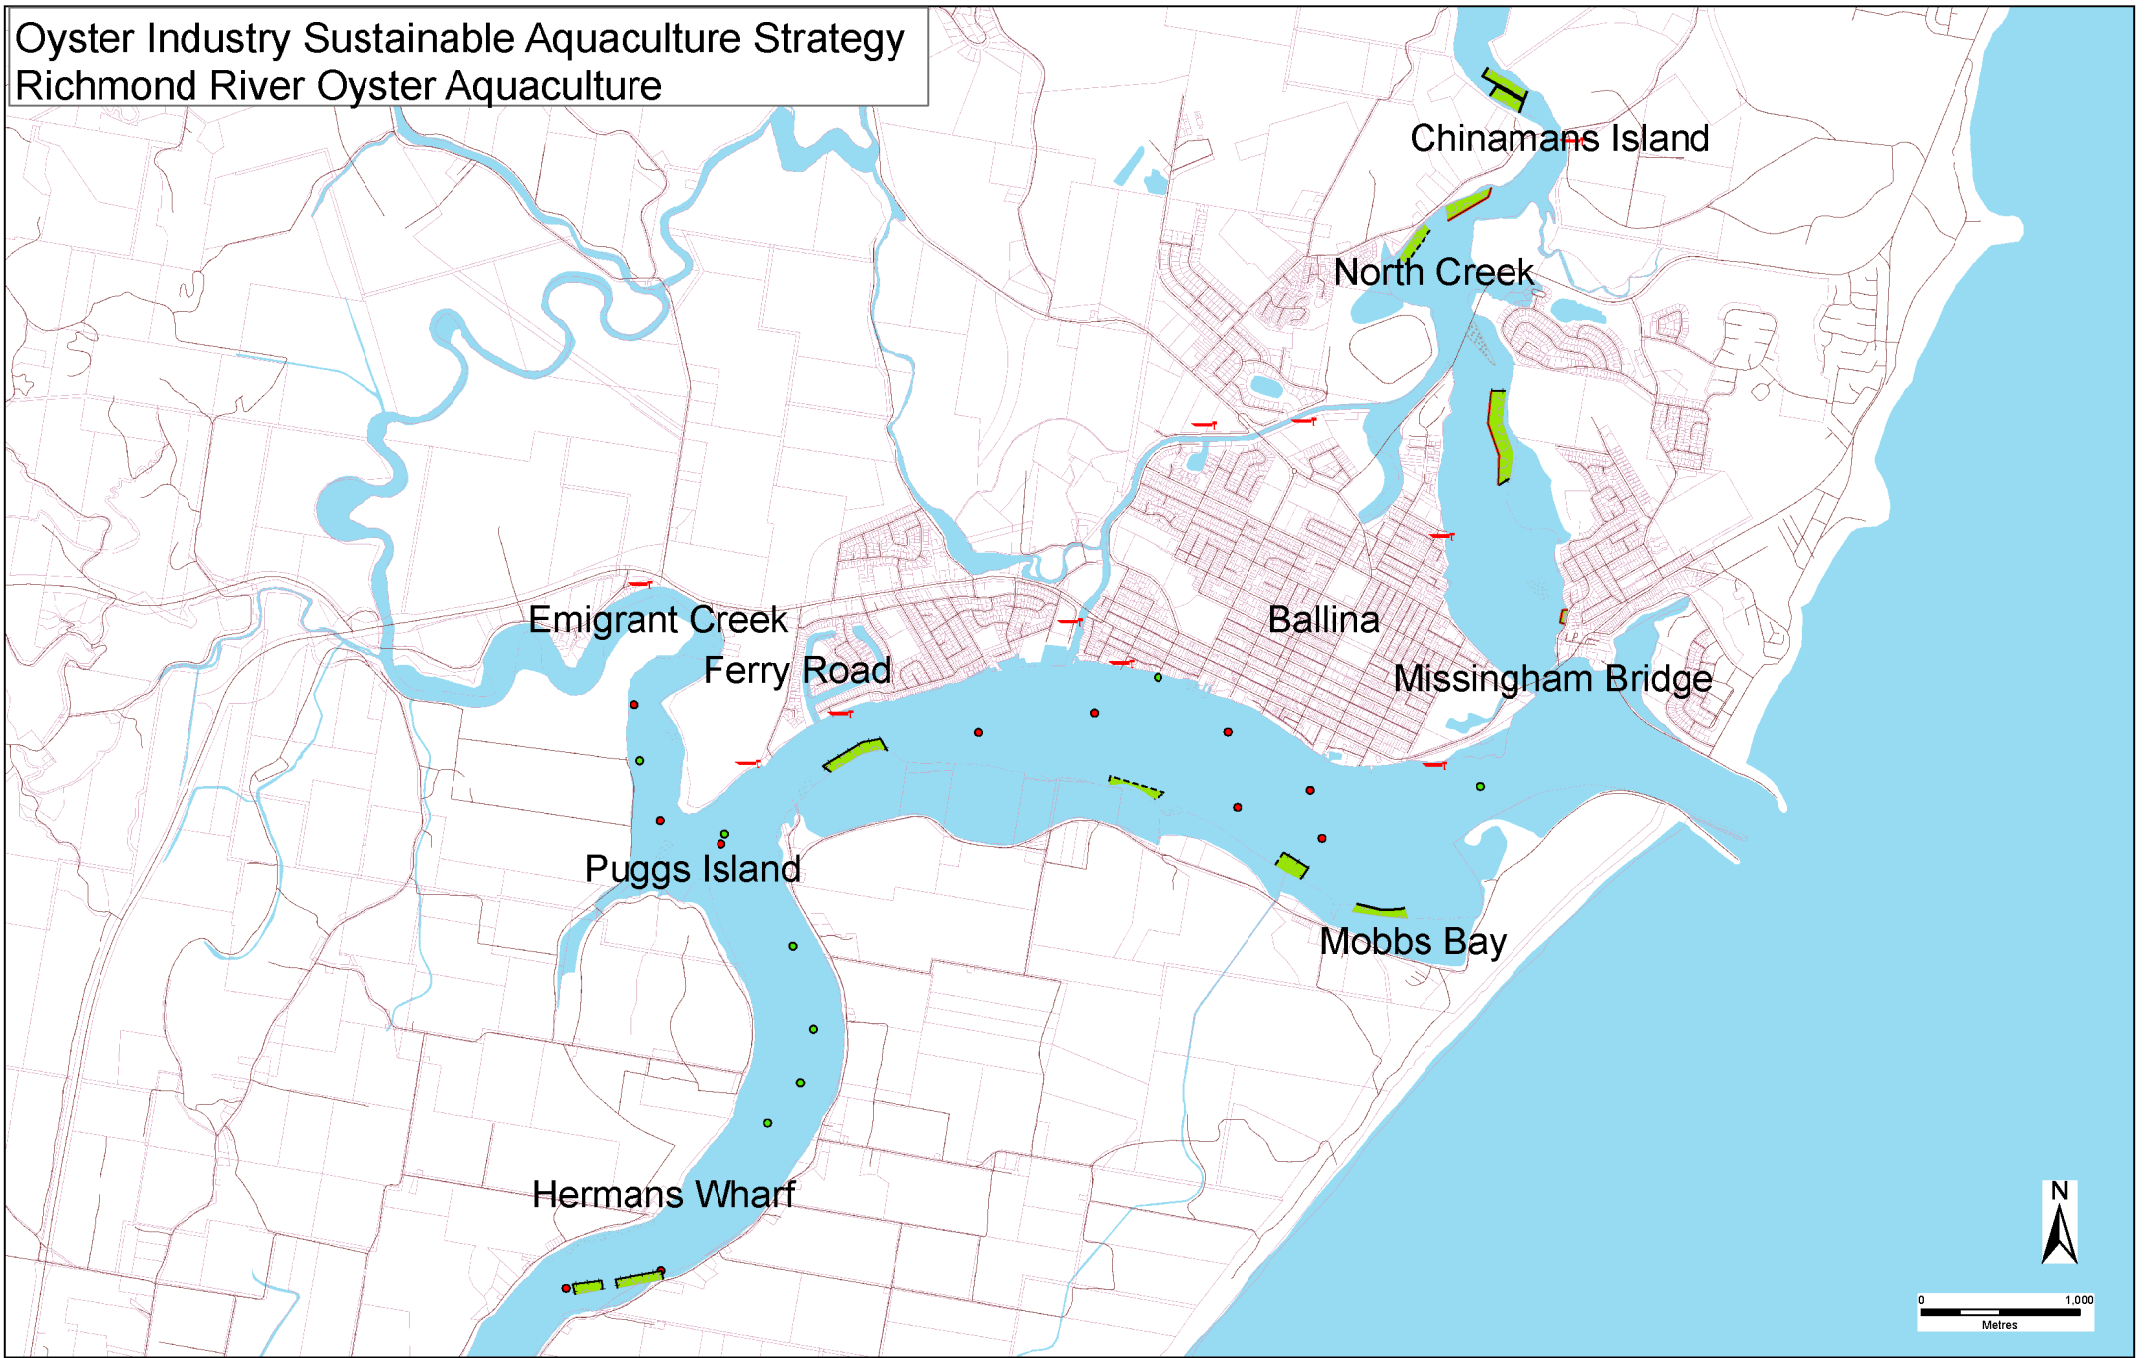 Oyster Industry Sustainable Aquaculture Strategy
Richmond River Oyster Aquaculture
Chinamans Island
North Creek
Emigrant Creek
Ballina
Ferry Road
Missingham Bridge
Puggs Island
Mobbs Bay
Hermans Wharf
N
0 1,000
Metres